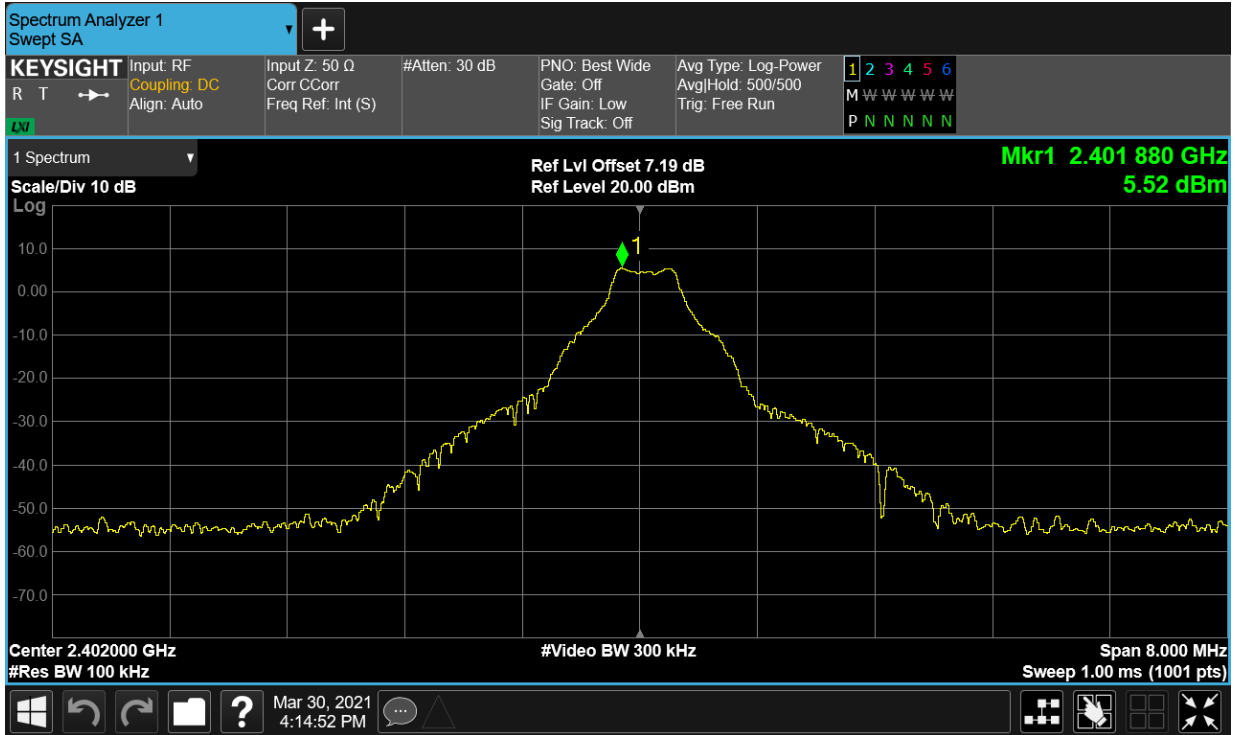 Spectrum Analyzer 1
Swept SA
KEYSIGHT
R T
LXI
Input: RF
Coupling: DC
Align: Auto
Input Z: 50 Ω
Corr CCorr
Freq Ref: Int (S)
#Atten: 30 dB
PNO: Best Wide
Gate: Off
IF Gain: Low
Sig Track: Off
Avg Type: Log-Power
Avg|Hold: 500/500
Trig: Free Run
1 2 3 4 5 6
M W W W W W
P N N N N N
1 Spectrum
Scale/Div 10 dB
Log
Ref Lvl Offset 7.19 dB
Ref Level 20.00 dBm
Mkr1 2.401 880 GHz
5.52 dBm
1
10.0
0.00
-10.0
-20.0
-30.0
-40.0
-50.0
-60.0
-70.0
Center 2.402000 GHz
#Video BW 300 kHz
Span 8.000 MHz
#Res BW 100 kHz
Sweep 1.00 ms (1001 pts)
?
Mar 30, 2021
4:14:52 PM